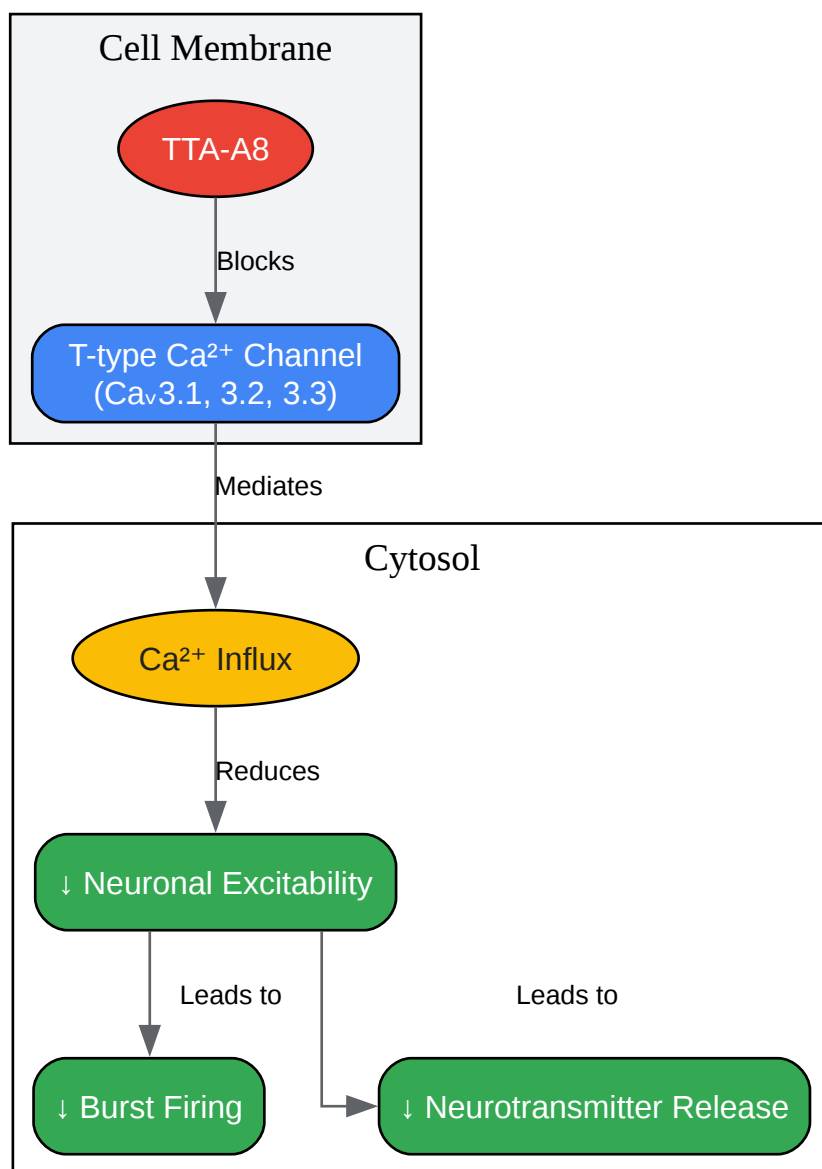 Cell Membrane
TTA-A8
Blocks
T-type Ca²⁺ Channel
(Caᵥ3.1, 3.2, 3.3)
Mediates
Cytosol
Ca²⁺ Influx
Reduces
↓ Neuronal Excitability
Leads to
Leads to
↓ Burst Firing
↓ Neurotransmitter Release